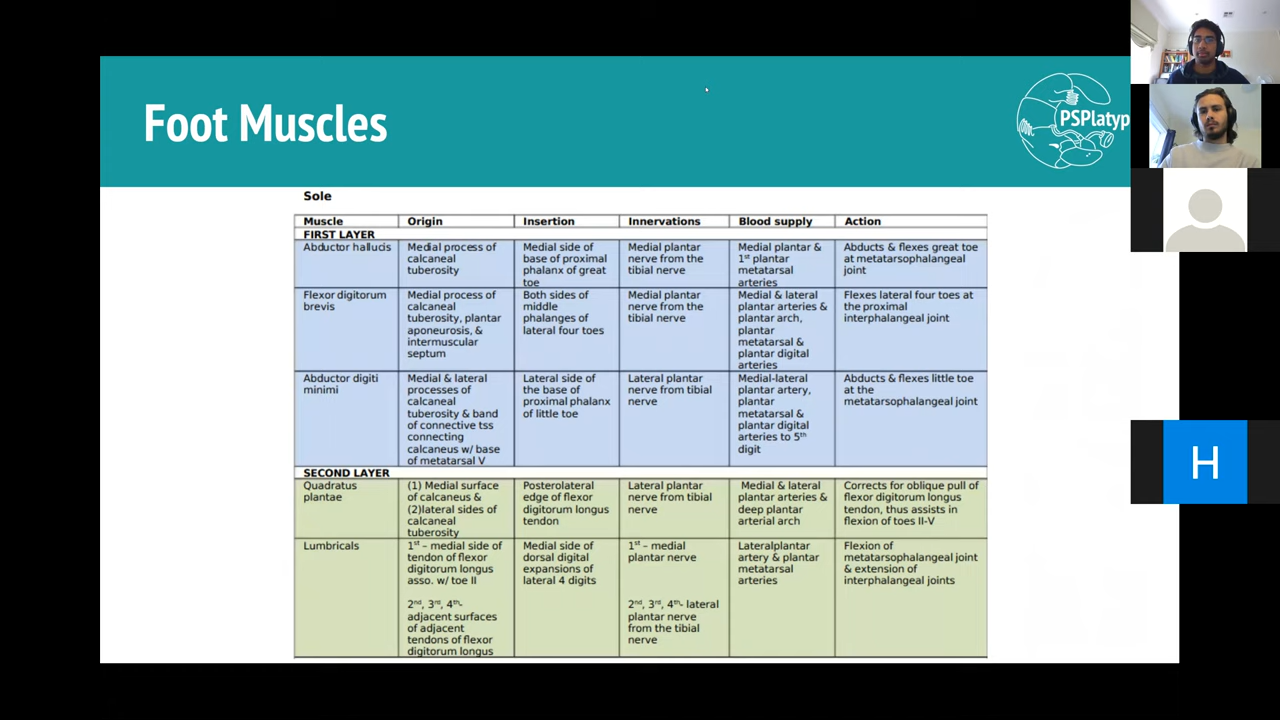 Foot Muscles
PSPlatyp
Sole
Muscle Origin Insertion Innervations Blood supply Action
FIRST LAYER
Abductor hallucis
Medial process of
calcaneal
tuberosity
Medial side of
base of proximal
phalanx of great
toe
Medial plantar
nerve from the
tibial nerve
Medial plantar &
1st plantar
metatarsal
arteries
Abducts & flexes great toe
at metatarsophalangeal
joint
Flexor digitorum
brevis
Medial process of
calcaneal
tuberosity, plantar
aponeurosis, &
intermuscular
septum
Both sides of
middle
phalanges of
lateral four toes
Medial plantar
nerve from the
tibial nerve
Medial & lateral
plantar arteries &
plantar arch,
plantar
metatarsal &
plantar digital
arteries
Flexes lateral four toes at
the proximal
interphalangeal joint
Abductor digiti
minimi
Medial & lateral
processes of
calcaneal
tuberosity & band
of connective tss
connecting
calcaneus w/ base
of metatarsal V
Lateral side of
the base of
proximal phalanx
of little toe
Lateral plantar
nerve from tibial
nerve
Medial-lateral
plantar artery,
plantar
metatarsal &
plantar digital
arteries to 5th
digit
Abducts & flexes little toe
at the
metatarsophalangeal joint
SECOND LAYER
Quadratus
plantae
(1) Medial surface
of calcaneus &
(2)lateral sides of
calcaneal
tuberosity
Posterolateral
edge of flexor
digitorum longus
tendon
Lateral plantar
nerve from tibial
nerve
Medial & lateral
plantar arteries &
deep plantar
arterial arch
Corrects for oblique pull of
flexor digitorum longus
tendon, thus assists in
flexion of toes II-V
Lumbricals
1st – medial side of
tendon of flexor
digitorum longus
asso. w/ toe II
2nd, 3rd, 4th-
adjacent surfaces
of adjacent
tendons of flexor
digitorum longus
Medial side of
dorsal digital
expansions of
lateral 4 digits
1st – medial
plantar nerve
2nd, 3rd, 4th- lateral
plantar nerve
from the tibial
nerve
Lateralplantar
artery & plantar
metatarsal
arteries
Flexion of
metatarsophalangeal joint
& extension of
interphalangeal joints
H